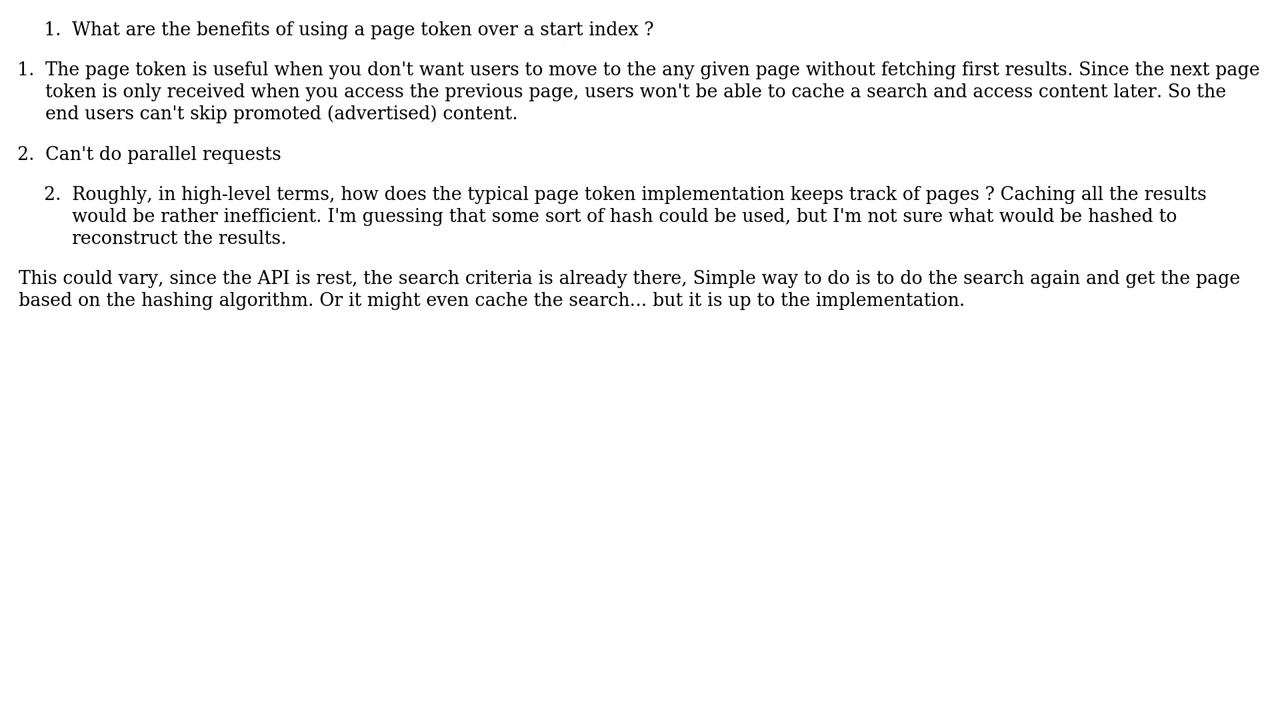 1. What are the benefits of using a page token over a start index ?
1. The page token is useful when you don't want users to move to the any given page without fetching first results. Since the next page
token is only received when you access the previous page, users won't be able to cache a search and access content later. So the
end users can't skip promoted (advertised) content.
2. Can't do parallel requests
2. Roughly, in high-level terms, how does the typical page token implementation keeps track of pages ? Caching all the results
would be rather inefficient. I'm guessing that some sort of hash could be used, but I'm not sure what would be hashed to
reconstruct the results.
This could vary, since the API is rest, the search criteria is already there, Simple way to do is to do the search again and get the page
based on the hashing algorithm. Or it might even cache the search... but it is up to the implementation.